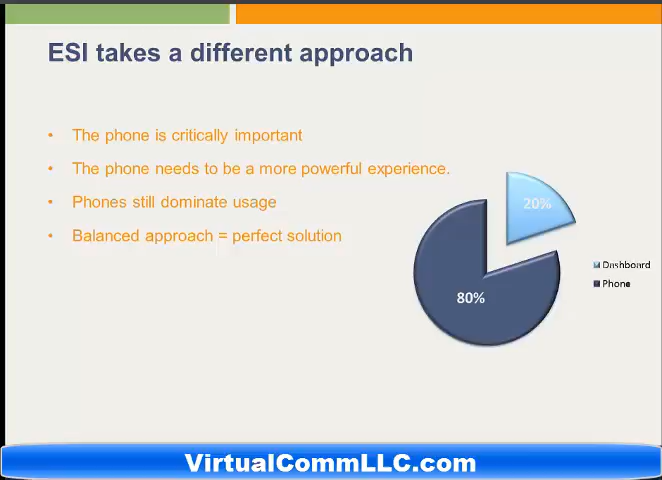 ESI takes a different approach
• The phone is critically important
• The phone needs to be a more powerful experience.
• Phones still dominate usage
• Balanced approach = perfect solution
20%
80%
Dashboard
Phone
VirtualCommLLC.com